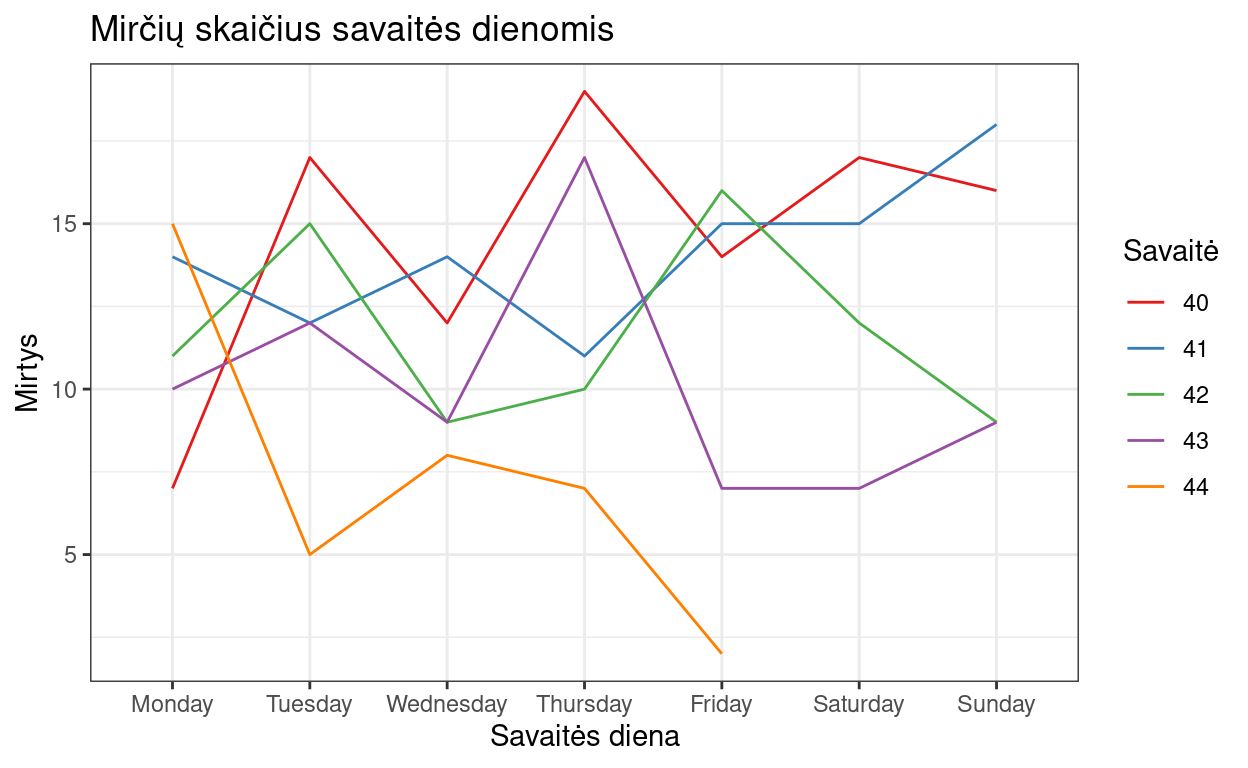 Mirčių skaičius savaitės dienomis
Mirtys
15
10
5
Monday Tuesday Wednesday Thursday Friday Saturday Sunday
Savaitės diena
Savaitė
40
41
42
43
44